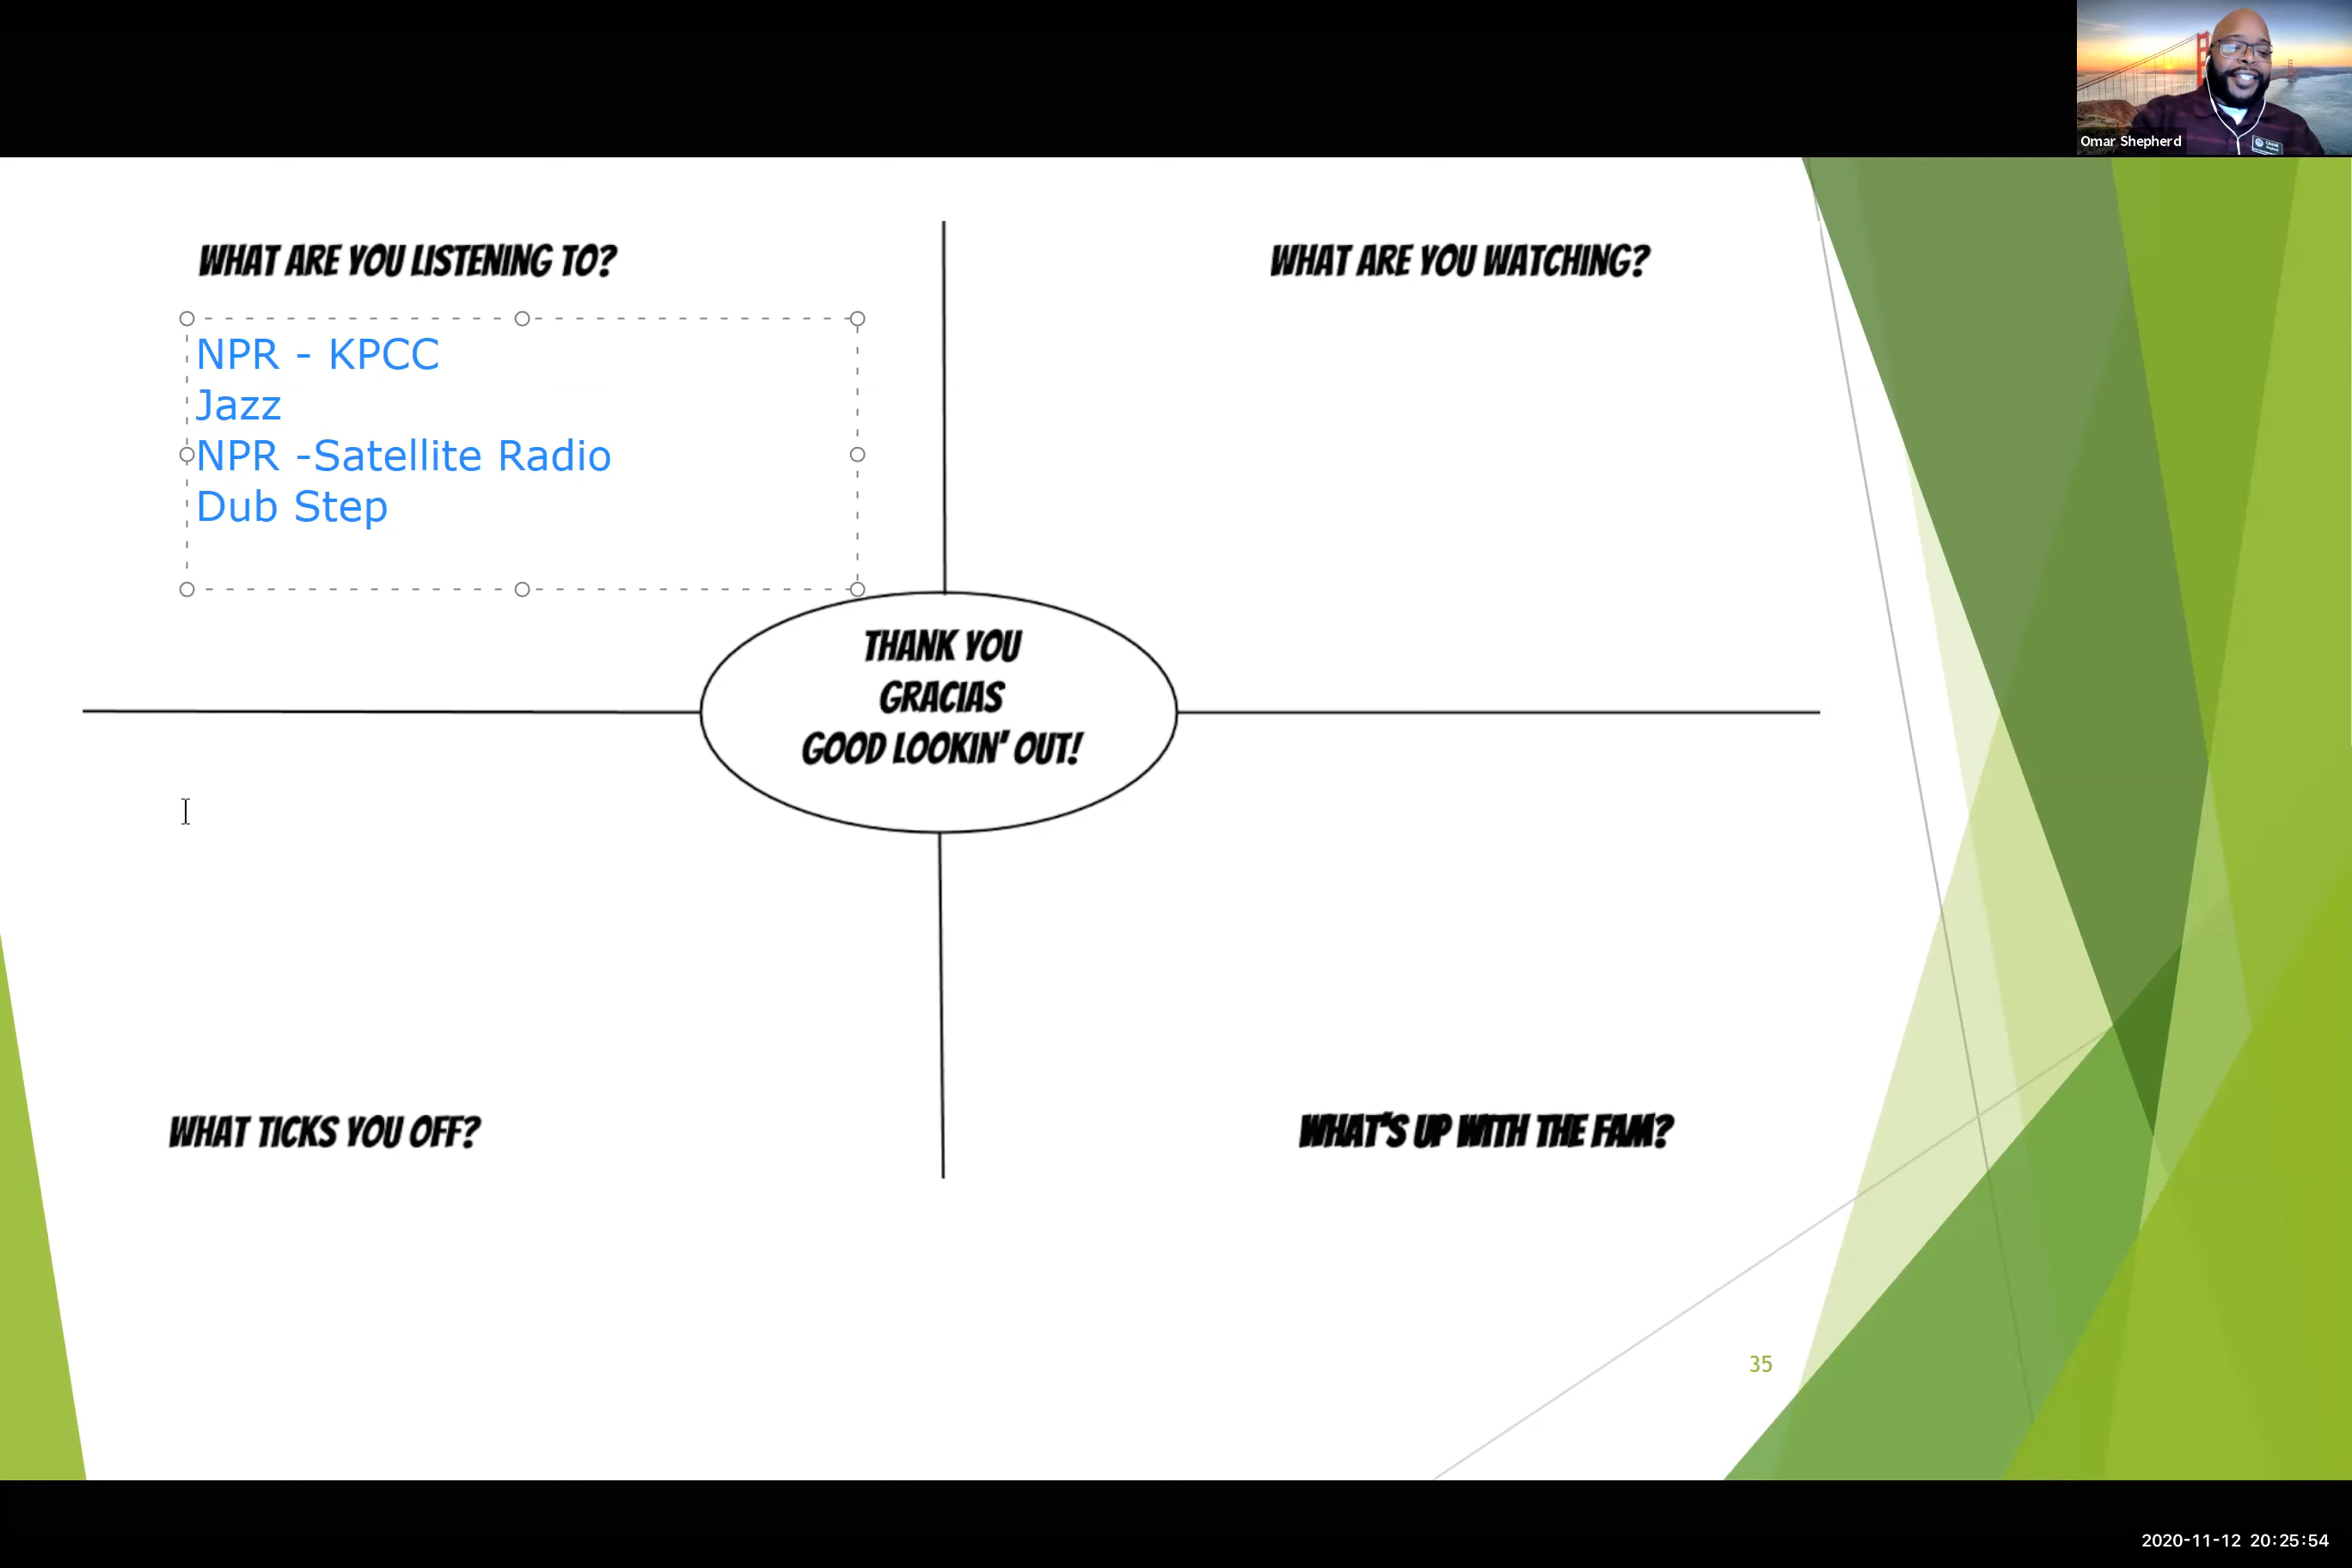 Omar Shepherd
WHAT ARE YOU LISTENING TO?
WHAT ARE YOU WATCHING?
NPR - KPCC
Jazz
NPR -Satellite Radio
Dub Step
THANK YOU
GRACIAS
GOOD LOOKIN' OUT!
WHAT TICKS YOU OFF?
WHAT'S UP WITH THE FAM?
35
2020-11-12 20:25:54